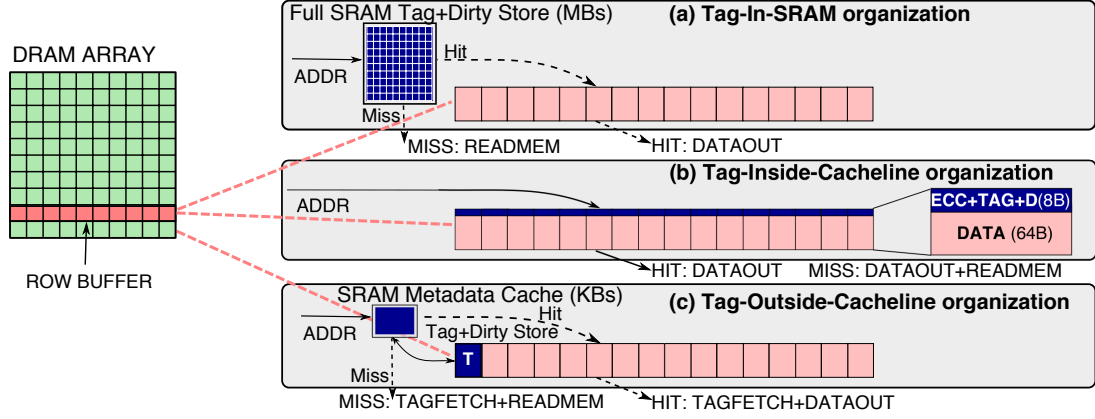 DRAM ARRAY
ROW BUFFER
Full SRAM Tag+Dirty Store (MBs)
(a) Tag-In-SRAM organization
ADDR
Hit
Miss
MISS: READMEM
HIT: DATAOUT
(b) Tag-Inside-Cacheline organization
ADDR
ECC+TAG+D(8B)
DATA (64B)
HIT: DATAOUT
MISS: DATAOUT+READMEM
SRAM Metadata Cache (KBs)
(c) Tag-Outside-Cacheline organization
ADDR
Hit
Tag+Dirty Store
T
Miss
MISS: TAGFETCH+READMEM
HIT: TAGFETCH+DATAOUT